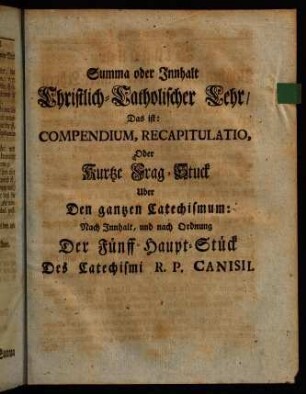 Summa oder Innhalt
Christlich-Catholischer Lehr/
Das ist:
COMPENDIUM, RECAPITULATIO,
Oder
Kurtze Frag-Stuck
Uber
Den gantzen Catechismum:
Nach Innhalt, und nach Ordnung
Der Fünff-Haupt-Stück
Des Catechismi R. P. CANISII.